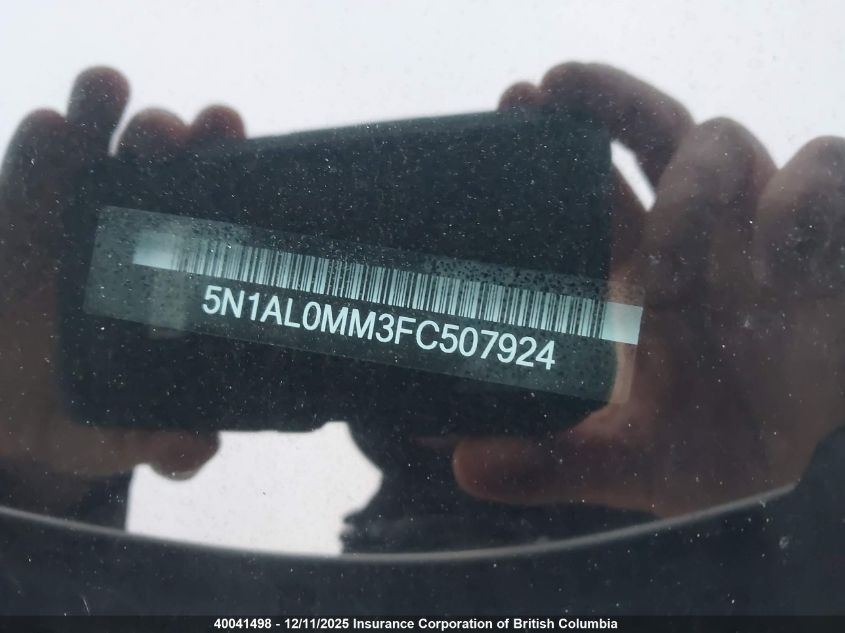 5N1AL0MM3FC507924
40041498 - 12/11/2025 Insurance Corporation of British Columbia